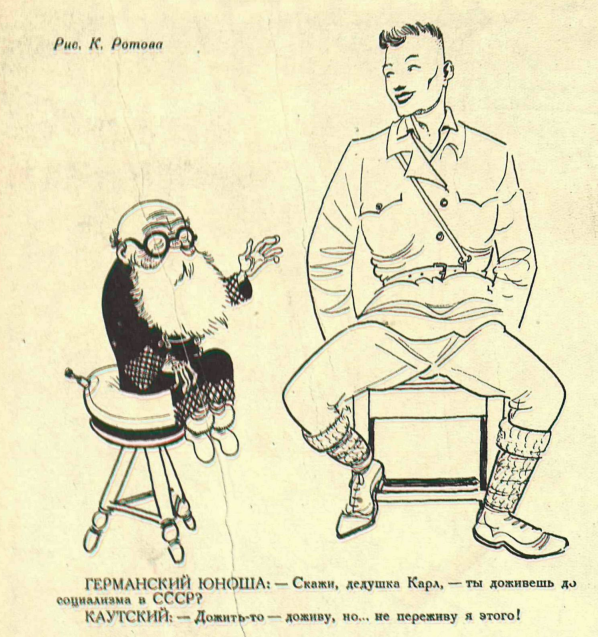 Рис. К. Ротова
ГЕРМАНСКИЙ ЮНОША: — Скажи, дедушка Карл, — ты доживешь до
социализма в СССР?
КАУТСКИЙ: — Дожить-то — доживу, но... не переживу я этого!